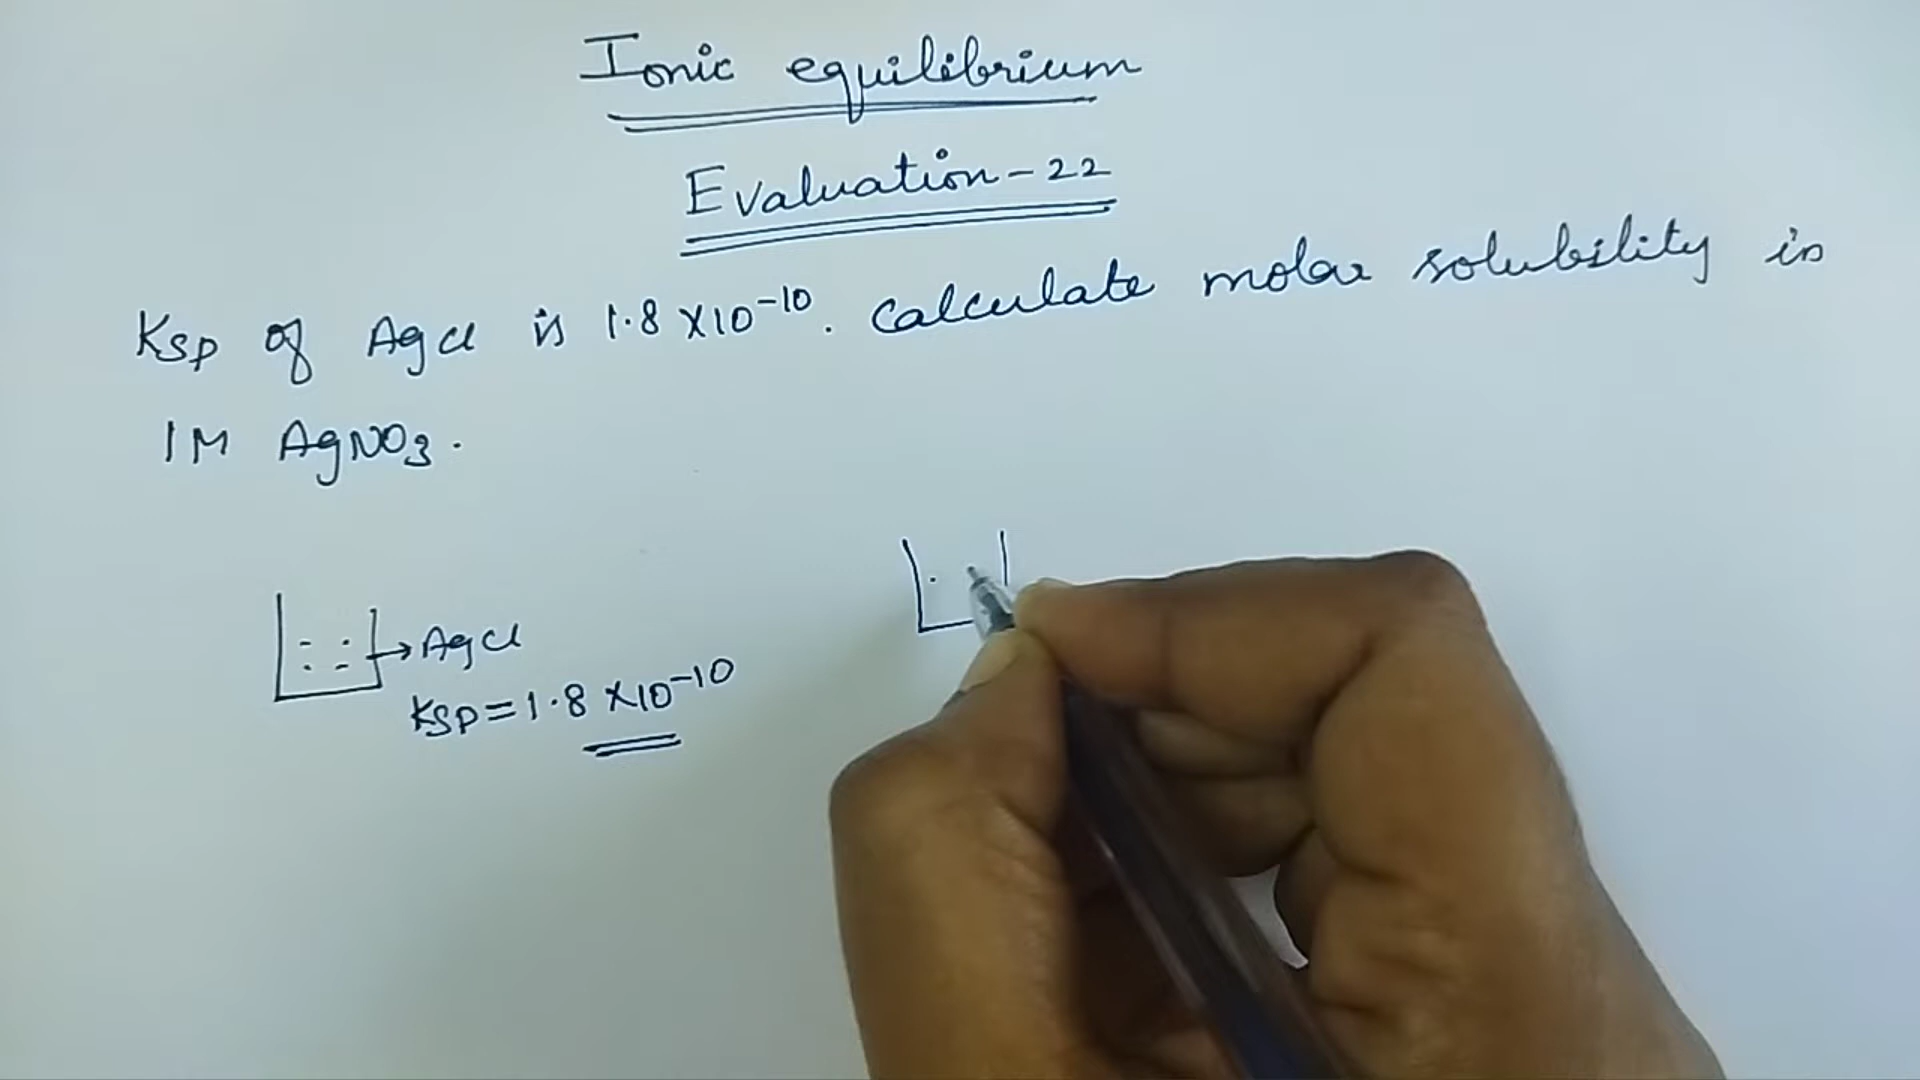 Ionic equilibrium
Evaluation-22
Ksp of AgCl is 1.8 x10⁻¹⁰. Calculate molar solubility in
1M AgNO₃.
→AgCl
Ksp=1.8 x10⁻¹⁰